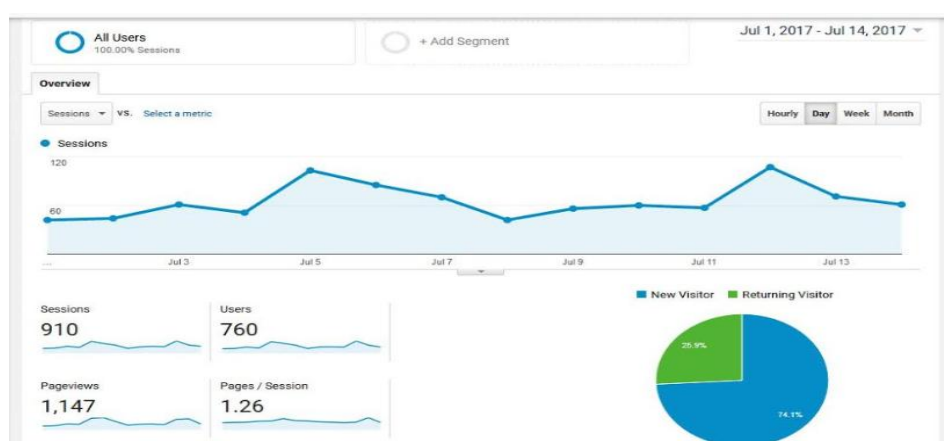 All Users
100.00% Sessions
+ Add Segment
Jul 1, 2017 - Jul 14, 2017
Overview
Sessions VS. Select a metric
Hourly Day Week Month
Sessions
120
60
... Jul 3 Jul 5 Jul 7 Jul 9 Jul 11 Jul 13
New Visitor Returning Visitor
Sessions Users
910 760
25.9%
Pageviews Pages / Session
1,147 1.26
74.1%